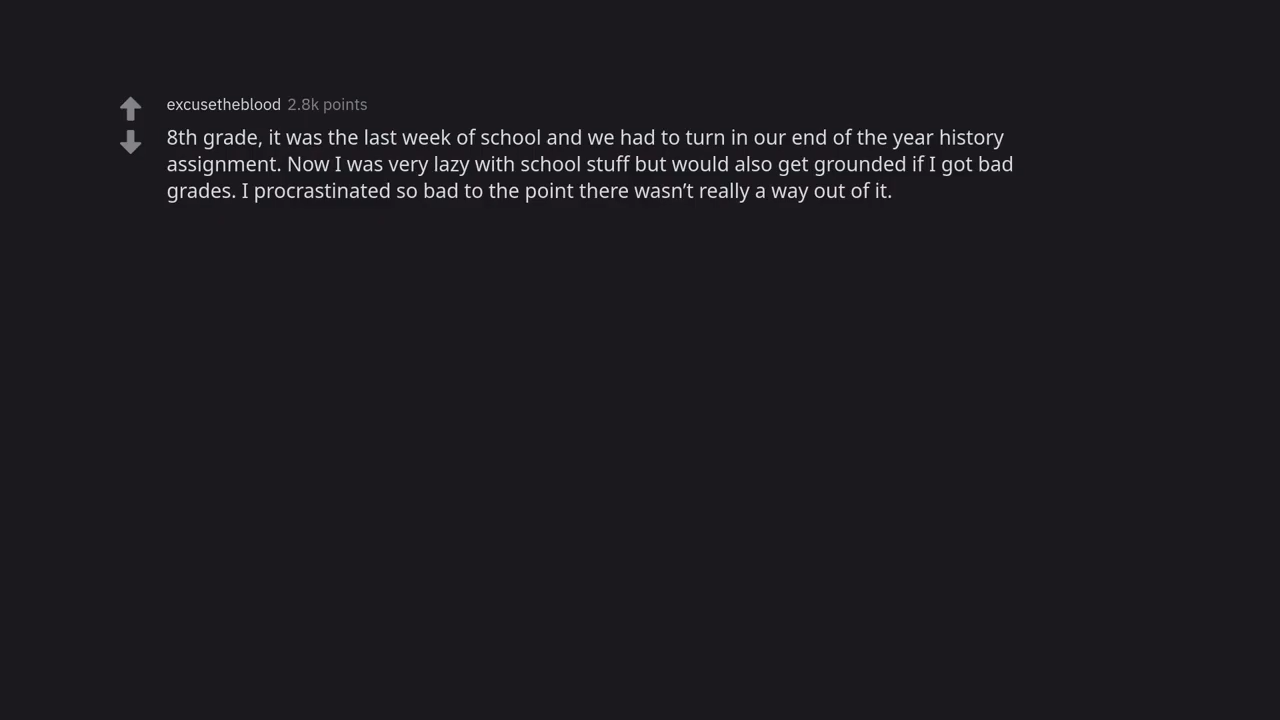 excusetheblood 2.8k points
8th grade, it was the last week of school and we had to turn in our end of the year history
assignment. Now I was very lazy with school stuff but would also get grounded if I got bad
grades. I procrastinated so bad to the point there wasn’t really a way out of it.